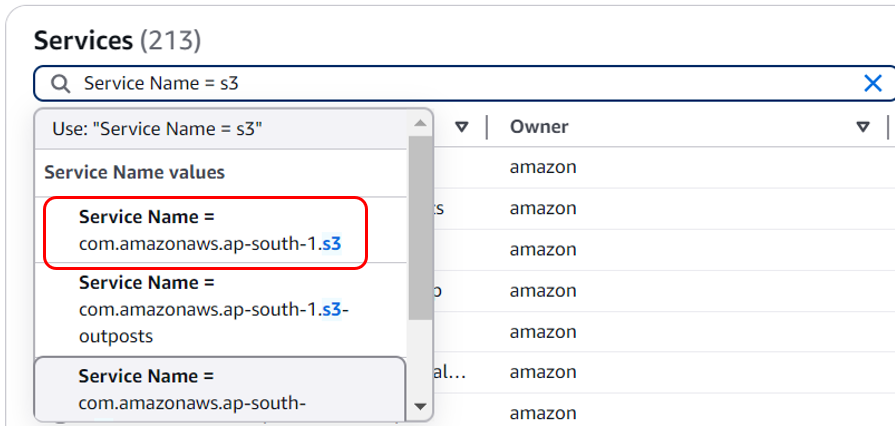 Services (213)
Service Name = s3
Use: "Service Name = s3"
Owner
Service Name values
amazon
Service Name =
com.amazonaws.ap-south-1.s3
amazon
amazon
Service Name =
com.amazonaws.ap-south-1.s3-
outposts
amazon
amazon
Service Name =
com.amazonaws.ap-south-
al...
amazon
amazon